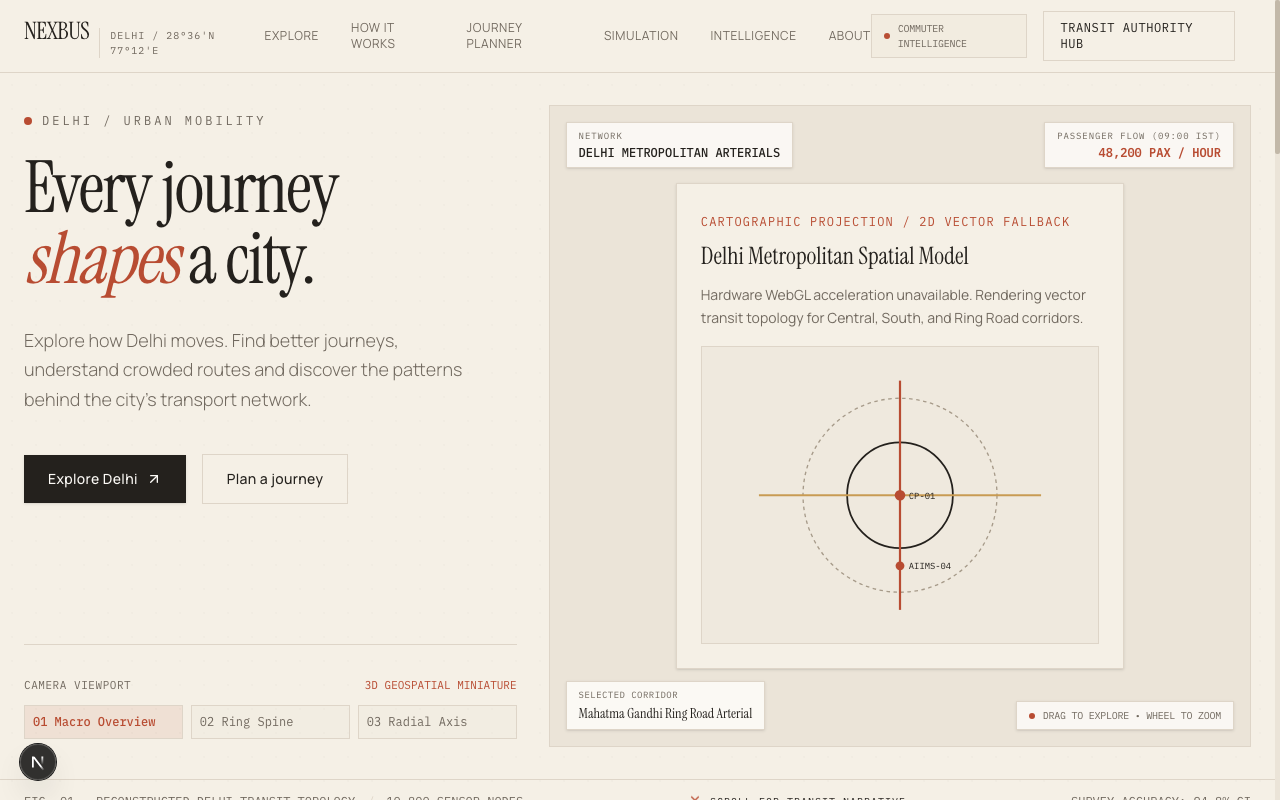 NEXBUS
DELHI / 28°36'N
77°12'E
EXPLORE
HOW IT
WORKS
JOURNEY
PLANNER
SIMULATION
INTELLIGENCE
ABOUT
COMMUTER
INTELLIGENCE
TRANSIT AUTHORITY
HUB
DELHI / URBAN MOBILITY
Every journey
shapes a city.
Explore how Delhi moves. Find better journeys,
understand crowded routes and discover the patterns
behind the city's transport network.
Explore Delhi
Plan a journey
CAMERA VIEWPORT
3D GEOSPATIAL MINIATURE
01 Macro Overview
02 Ring Spine
03 Radial Axis
NETWORK
DELHI METROPOLITAN ARTERIALS
PASSENGER FLOW (09:00 IST)
48,200 PAX / HOUR
CARTOGRAPHIC PROJECTION / 2D VECTOR FALLBACK
Delhi Metropolitan Spatial Model
Hardware WebGL acceleration unavailable. Rendering vector
transit topology for Central, South, and Ring Road corridors.
CP-01
AIIMS-04
SELECTED CORRIDOR
Mahatma Gandhi Ring Road Arterial
DRAG TO EXPLORE • WHEEL TO ZOOM
N